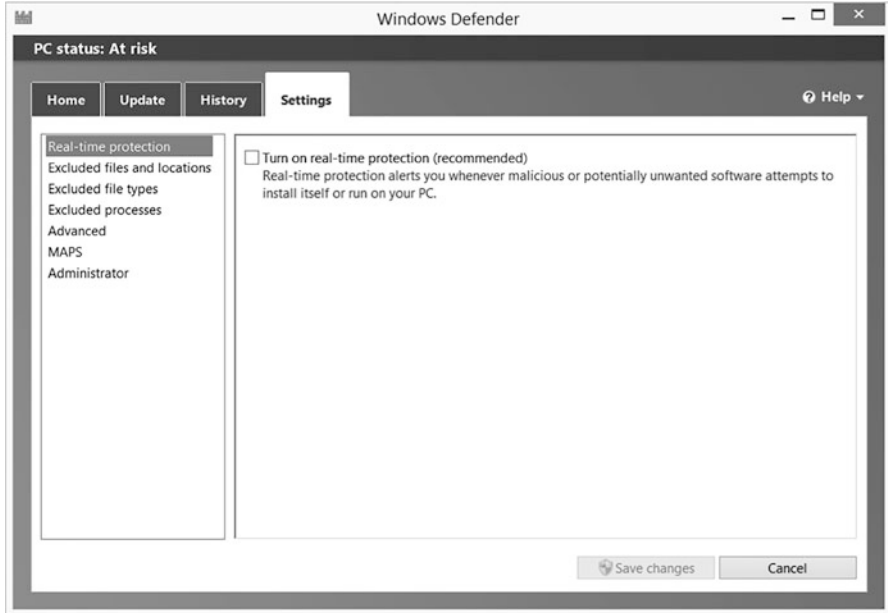 Windows Defender
PC status: At risk
Home
Update
History
Settings
Help
Real-time protection
Excluded files and locations
Excluded file types
Excluded processes
Advanced
MAPS
Administrator
Turn on real-time protection (recommended)
Real-time protection alerts you whenever malicious or potentially unwanted software attempts to
install itself or run on your PC.
Save changes
Cancel